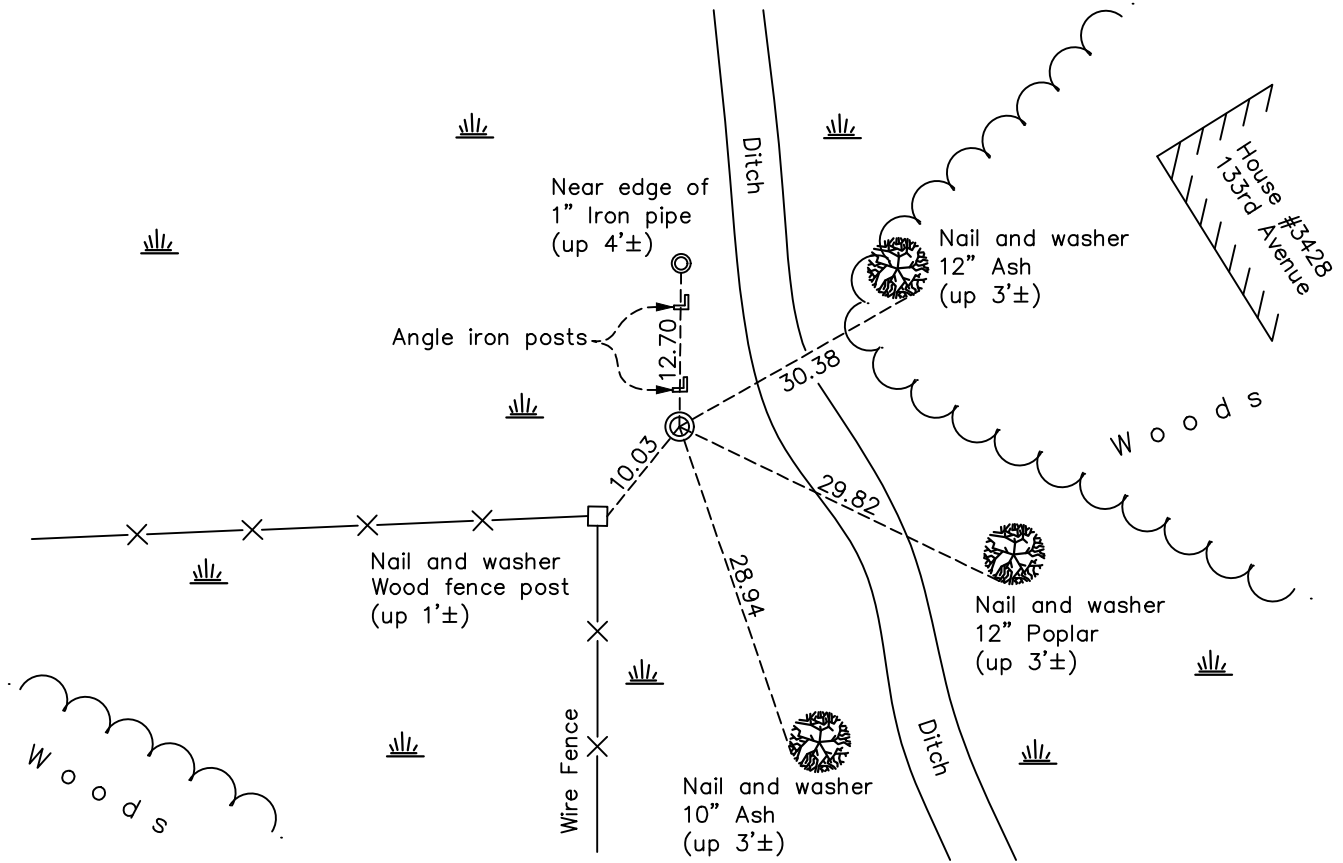 Ditch
Near edge of
1” Iron pipe
(up 4'±)
Nail and washer
12” Ash
(up 3'±)
House #3428
133rd Avenue
Angle iron posts
12.70
30.38
Woods
10.03
29.82
Nail and washer
Wood fence post
(up 1'±)
28.94
Nail and washer
12” Poplar
(up 3'±)
Woods
Wire Fence
Ditch
Nail and washer
10” Ash
(up 3'±)